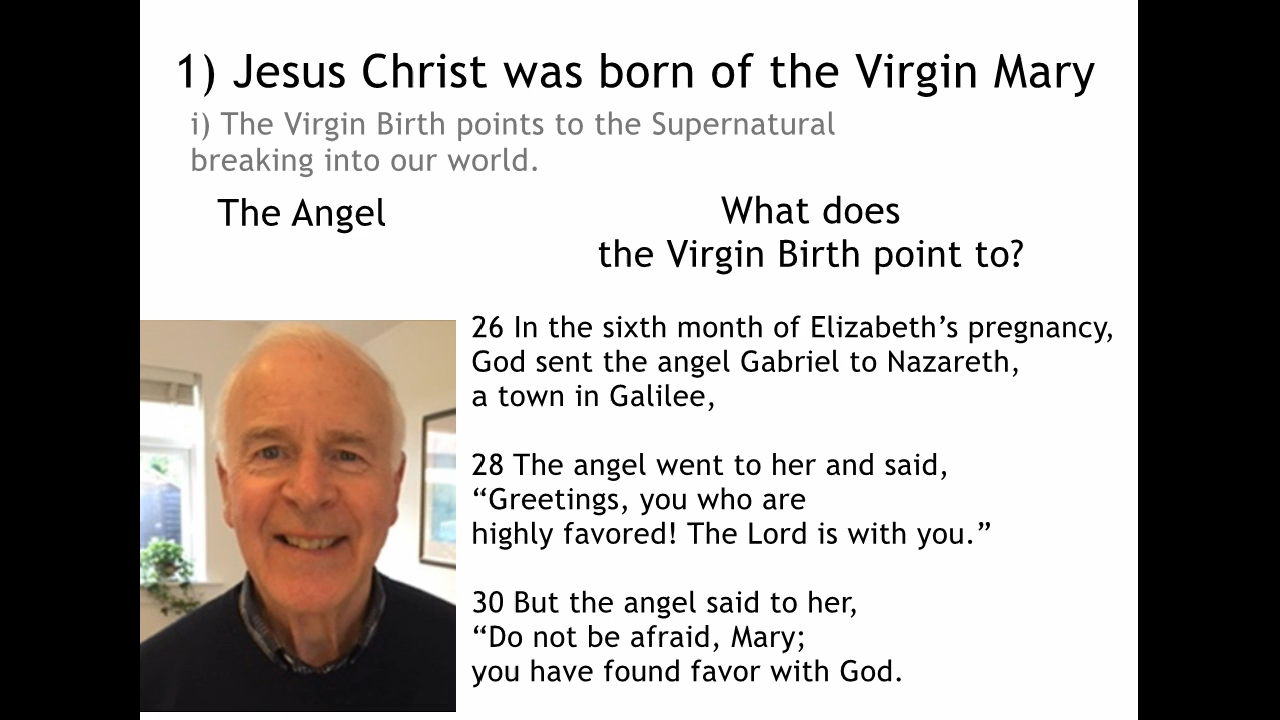 1) Jesus Christ was born of the Virgin Mary
i) The Virgin Birth points to the Supernatural
breaking into our world.
The Angel
What does
the Virgin Birth point to?
26 In the sixth month of Elizabeth’s pregnancy,
God sent the angel Gabriel to Nazareth,
a town in Galilee,
28 The angel went to her and said,
“Greetings, you who are
highly favored! The Lord is with you.”
30 But the angel said to her,
“Do not be afraid, Mary;
you have found favor with God.